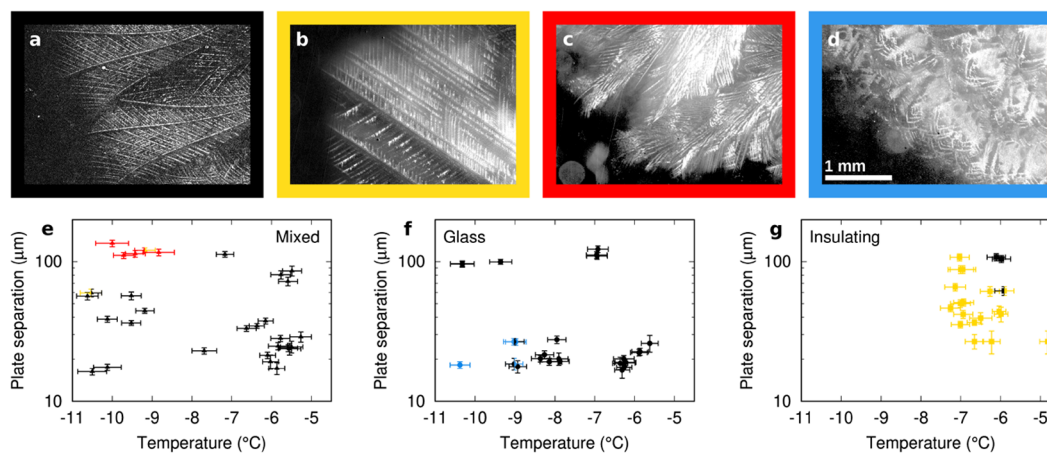 a
b
c
d
1 mm
e
Mixed
Plate separation (μm)
100
10
-11 -10 -9 -8 -7 -6 -5
Temperature (°C)
f
Glass
Plate separation (μm)
100
10
-11 -10 -9 -8 -7 -6 -5
Temperature (°C)
g
Insulating
Plate separation (μm)
100
10
-11 -10 -9 -8 -7 -6 -5
Temperature (°C)